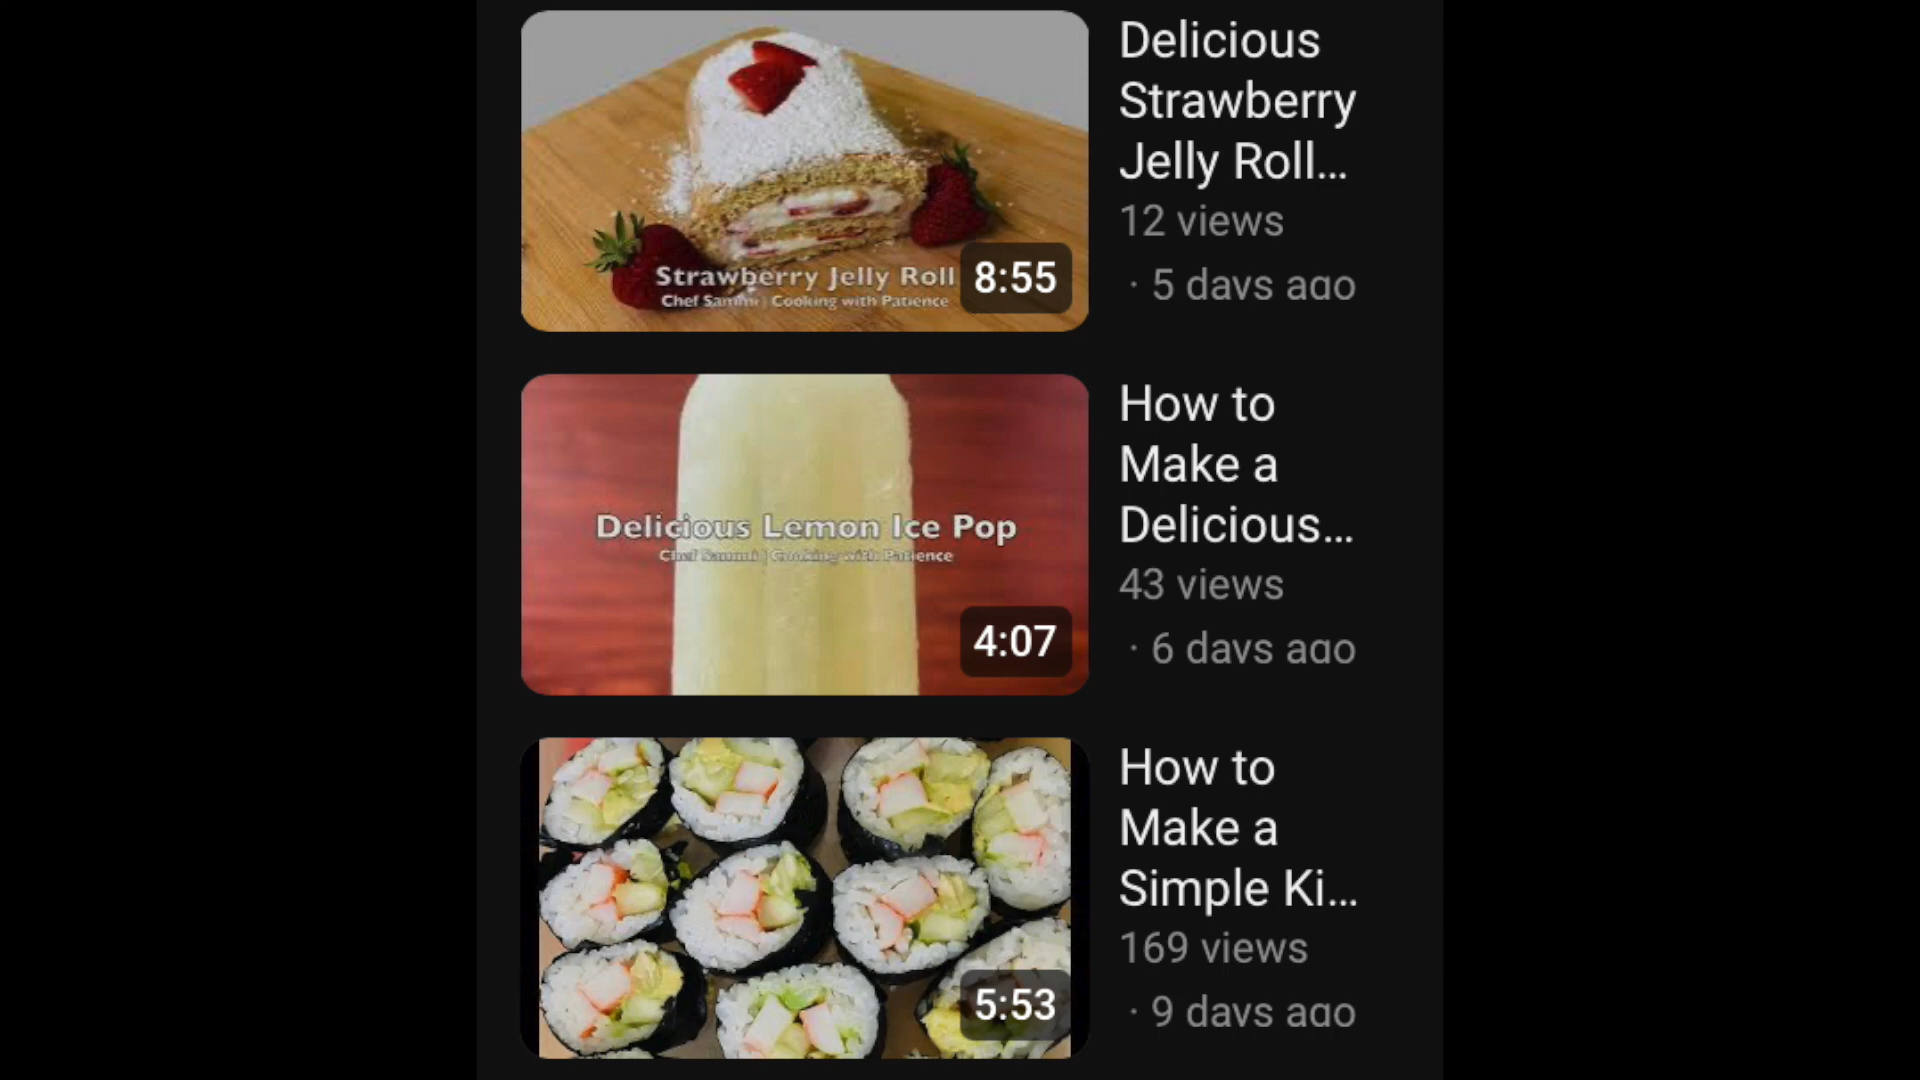 Delicious
Strawberry
Jelly Roll...
12 views
· 5 days ago
Strawberry Jelly Roll
Chef Sammi | Cooking with Patience
8:55
How to
Make a
Delicious...
43 views
· 6 days ago
Delicious Lemon Ice Pop
Chef Sammi | Cooking with Patience
4:07
How to
Make a
Simple Ki...
169 views
· 9 days ago
5:53